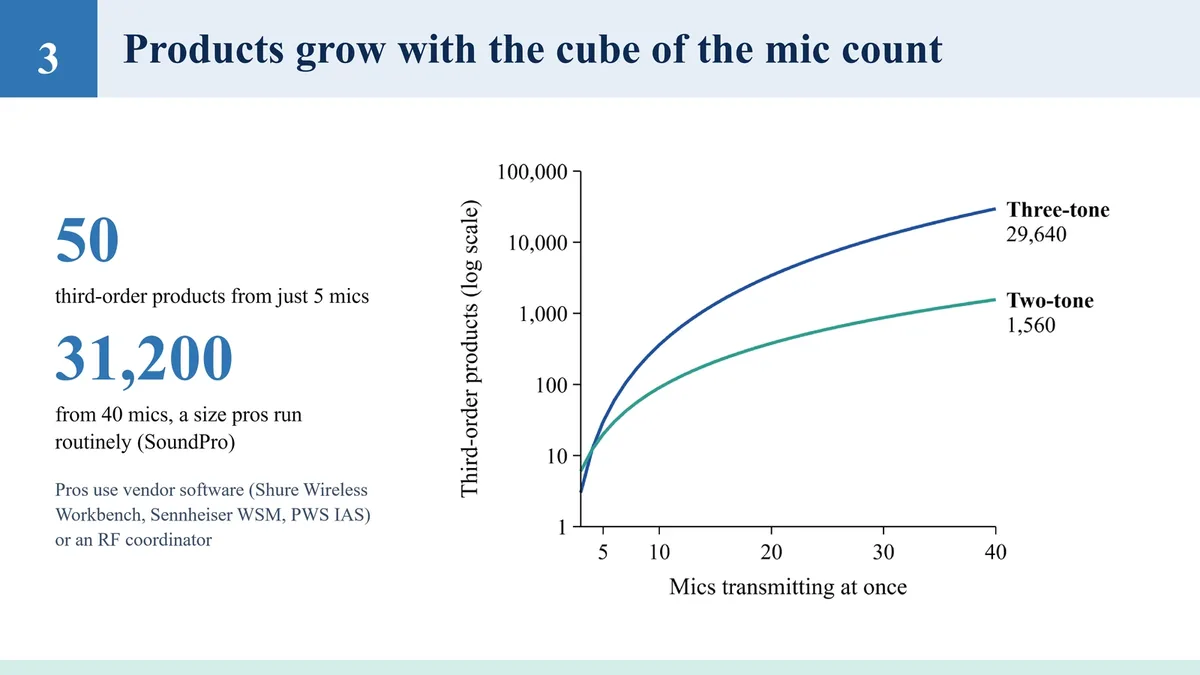 3
Products grow with the cube of the mic count
50
third-order products from just 5 mics
31,200
from 40 mics, a size pros run
routinely (SoundPro)
Pros use vendor software (Shure Wireless
Workbench, Sennheiser WSM, PWS IAS)
or an RF coordinator
Third-order products (log scale)
100,000
10,000
1,000
100
10
1
5 10 20 30 40
Mics transmitting at once
Three-tone
29,640
Two-tone
1,560